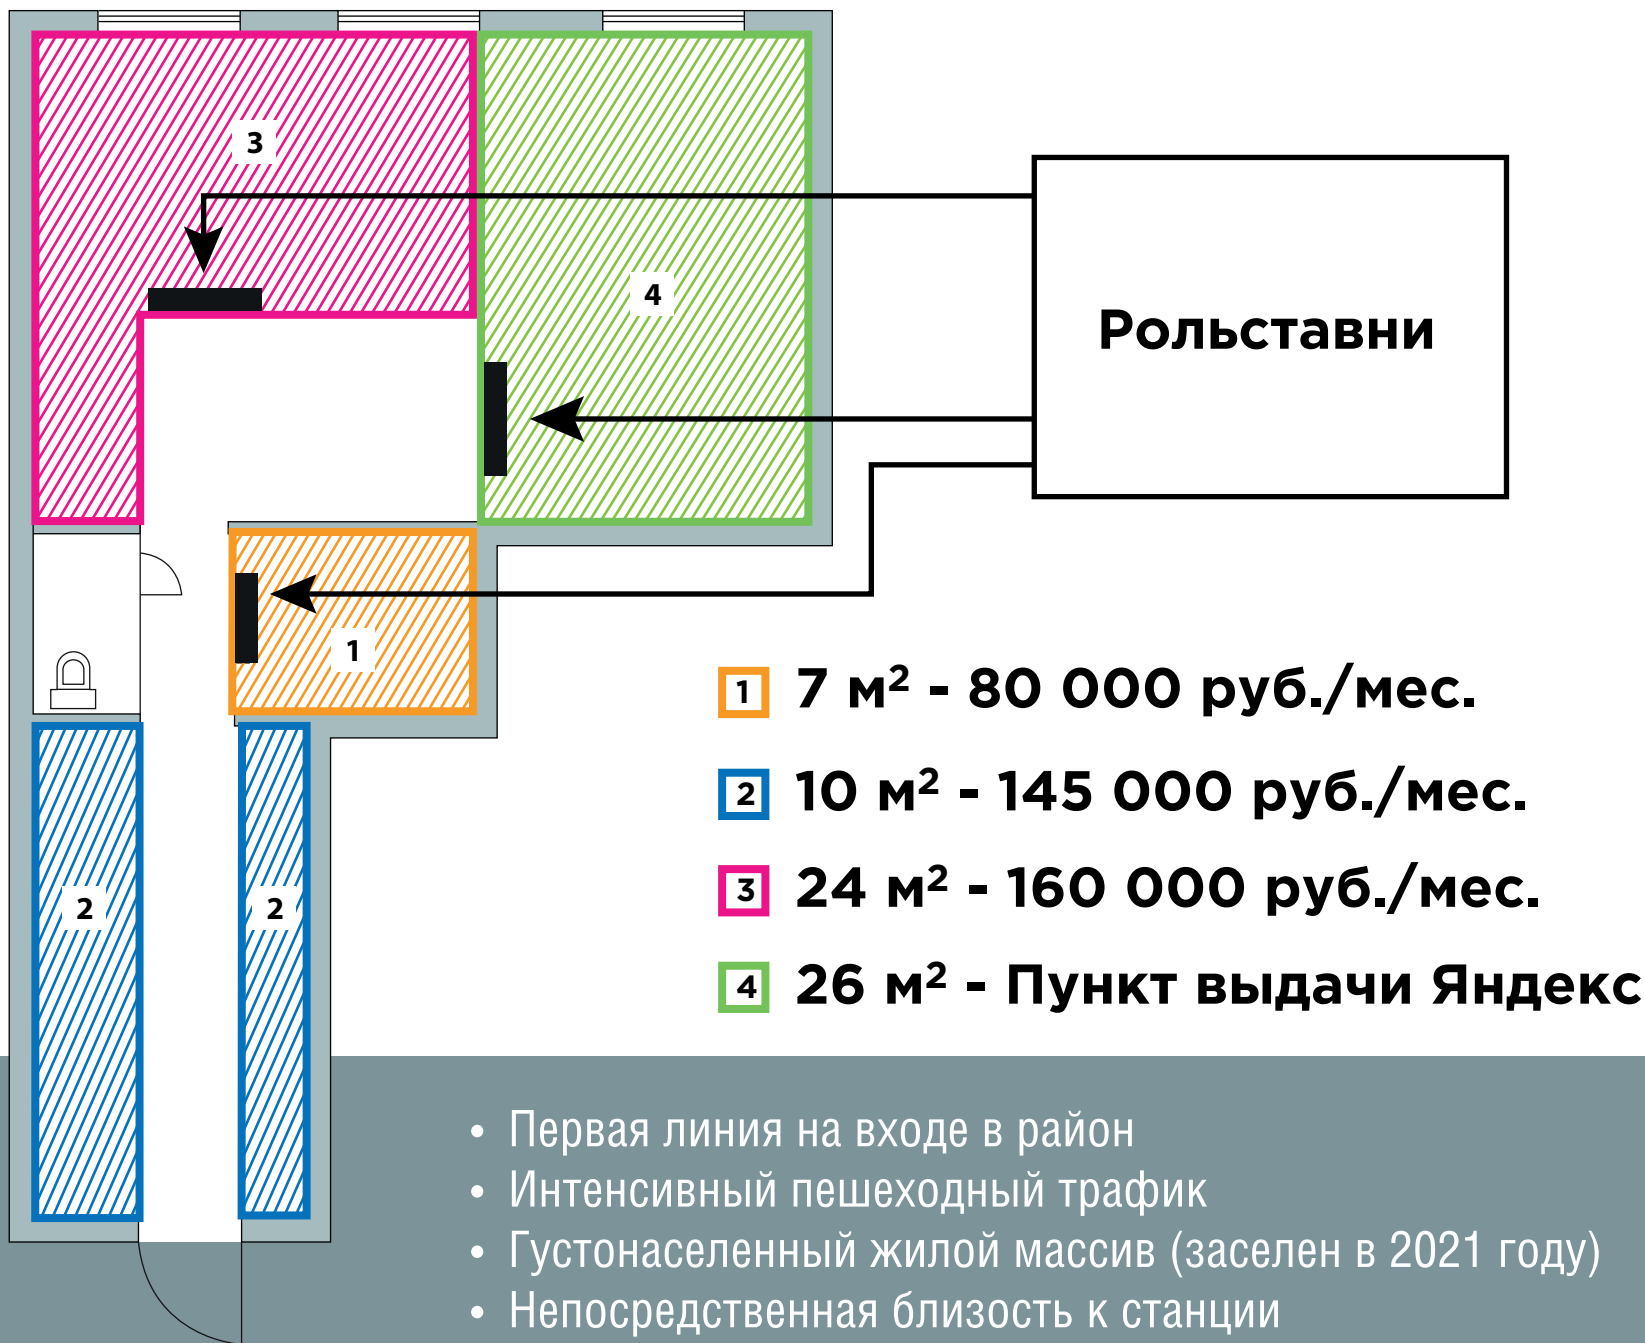 3
4
Рольставни
1
1 7 м² - 80 000 руб./мес.
2 10 м² - 145 000 руб./мес.
3 24 м² - 160 000 руб./мес.
2 2
4 26 м² - Пункт выдачи Яндекс
• Первая линия на входе в район
• Интенсивный пешеходный трафик
• Густонаселенный жилой массив (заселен в 2021 году)
• Непосредственная близость к станции